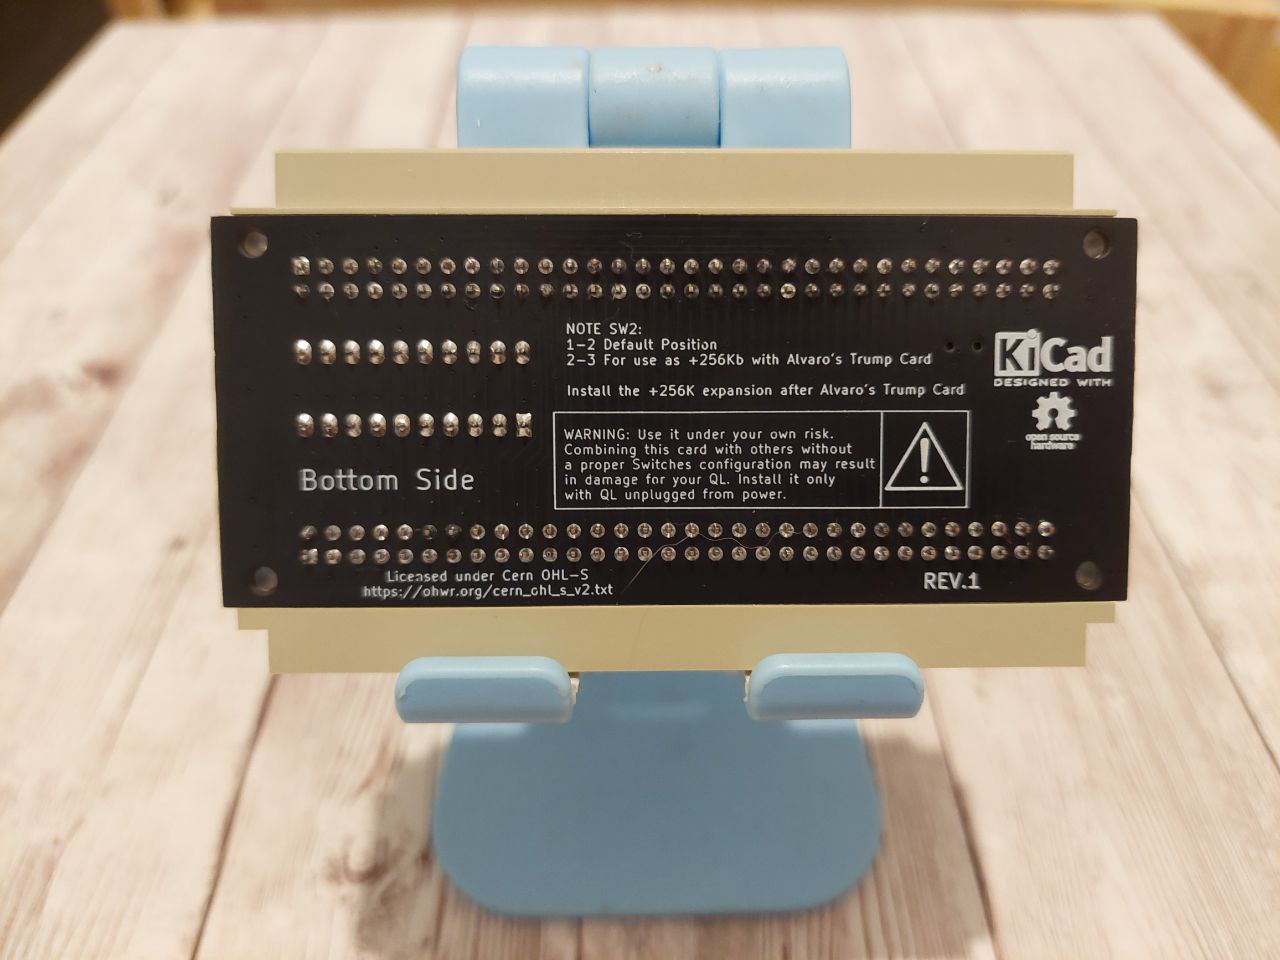 NOTE SW2:
1-2 Default Position
2-3 For use as +256Kb with Alvaro's Trump Card
Install the +256K expansion after Alvaro's Trump Card
KiCad
DESIGNED WITH
open source
hardware
WARNING: Use it under your own risk.
Combining this card with others without
a proper Switches configuration may result
in damage for your QL. Install it only
with QL unplugged from power.
!
Bottom Side
Licensed under Cern OHL-S
https://ohwr.org/cern_ohl_s_v2.txt
REV.1